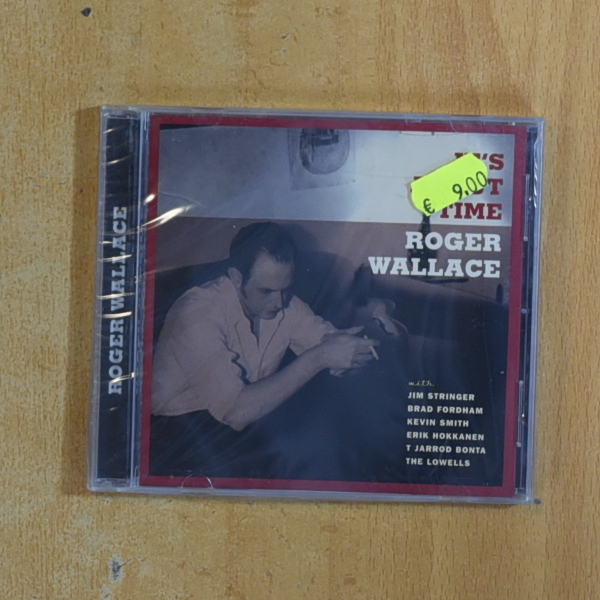 ROGER WALLACE
TIME
€ 9,00
ROGER
WALLACE
with
JIM STRINGER
BRAD FORDHAM
KEVIN SMITH
ERIK HOKKANEN
T JARROD BONTA
THE LOWELLS